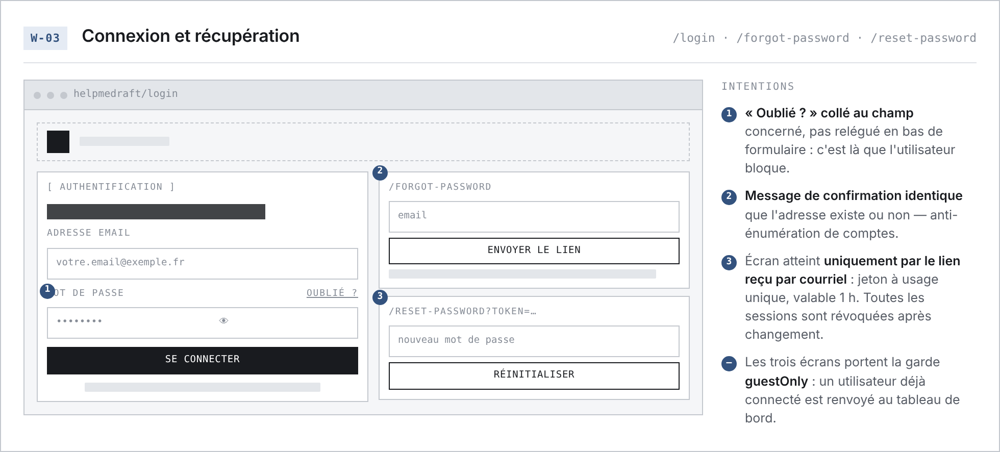 W-03
Connexion et récupération
/login · /forgot-password · /reset-password
helpmedraft/login
[ AUTHENTIFICATION ]
ADRESSE EMAIL
votre.email@exemple.fr
1
OT DE PASSE
OUBLIÉ ?
••••••••
SE CONNECTER
2
/FORGOT-PASSWORD
email
ENVOYER LE LIEN
3
/RESET-PASSWORD?TOKEN=…
nouveau mot de passe
RÉINITIALISER
INTENTIONS
1
« Oublié ? » collé au champ
concerné, pas relégué en bas de
formulaire : c'est là que l'utilisateur
bloque.
2
Message de confirmation identique
que l'adresse existe ou non — anti-
énumération de comptes.
3
Écran atteint uniquement par le lien
reçu par courriel : jeton à usage
unique, valable 1 h. Toutes les
sessions sont révoquées après
changement.
–
Les trois écrans portent la garde
guestOnly : un utilisateur déjà
connecté est renvoyé au tableau de
bord.